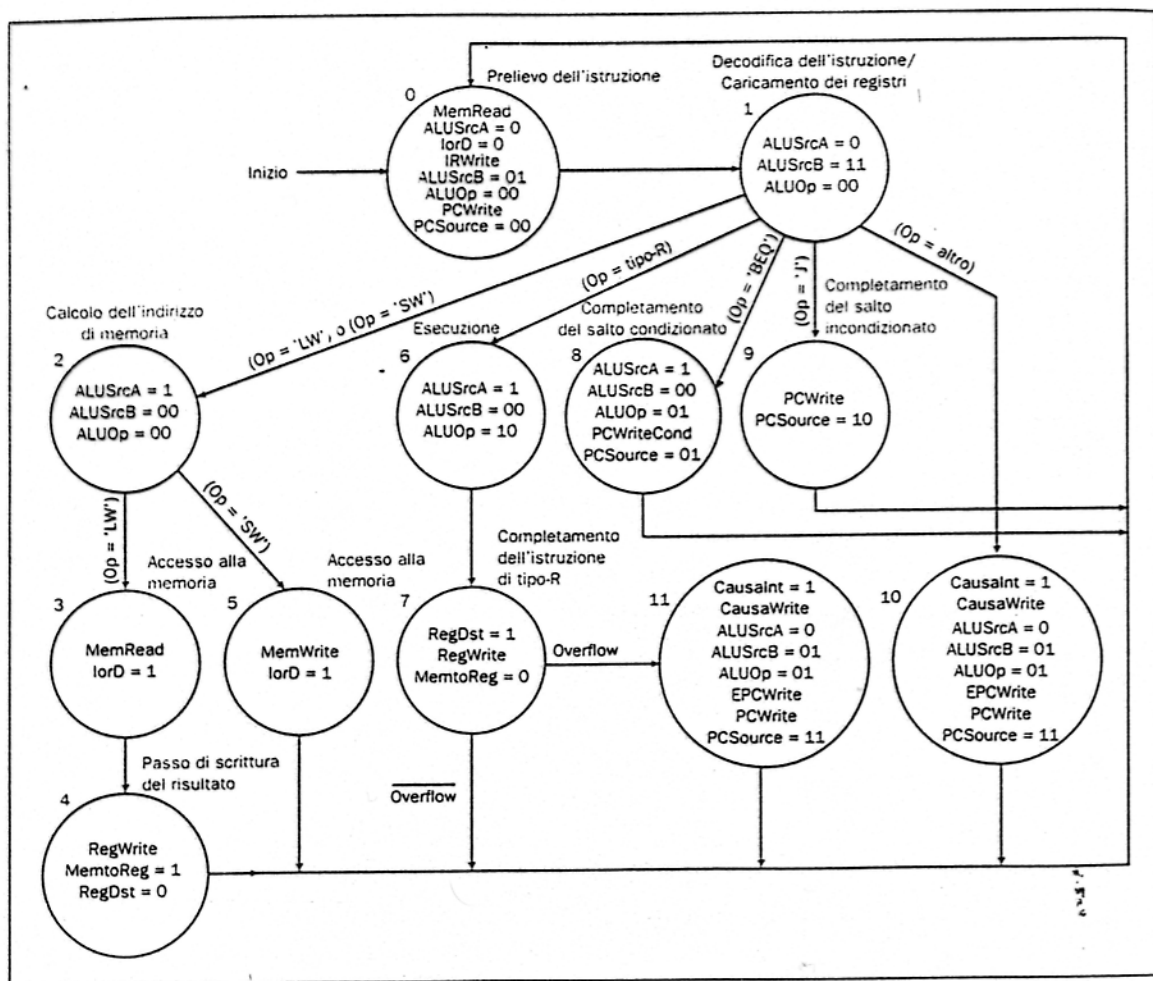 Prelievo dell'istruzione
0
MemRead
ALUSrcA = 0
IorD = 0
IRWrite
ALUSrcB = 01
ALUOp = 00
PCWrite
PCSource = 00
Inizio
Decodifica dell'istruzione/
Caricamento dei registri
1
ALUSrcA = 0
ALUSrcB = 11
ALUOp = 00
(Op = 'LW', o (Op = 'SW')
(Op = tipo-R)
(Op = 'BEQ')
(Op = 'J')
(Op = altro)
Calcolo dell'indirizzo
di memoria
2
ALUSrcA = 1
ALUSrcB = 00
ALUOp = 00
Esecuzione
6
ALUSrcA = 1
ALUSrcB = 00
ALUOp = 10
Completamento
del salto condizionato
8
ALUSrcA = 1
ALUSrcB = 00
ALUOp = 01
PCWriteCond
PCSource = 01
Completamento
del salto
incondizionato
9
PCWrite
PCSource = 10
(Op = 'LW')
(Op = 'SW')
Accesso alla
memoria
3
MemRead
IorD = 1
Accesso alla
memoria
5
MemWrite
IorD = 1
Completamento
dell'istruzione
di tipo-R
7
RegDst = 1
RegWrite
MemtoReg = 0
Overflow
Overflow
11
CausaInt = 1
CausaWrite
ALUSrcA = 0
ALUSrcB = 01
ALUOp = 01
EPCWrite
PCWrite
PCSource = 11
10
CausaInt = 1
CausaWrite
ALUSrcA = 0
ALUSrcB = 01
ALUOp = 01
EPCWrite
PCWrite
PCSource = 11
Passo di scrittura
del risultato
4
RegWrite
MemtoReg = 1
RegDst = 0